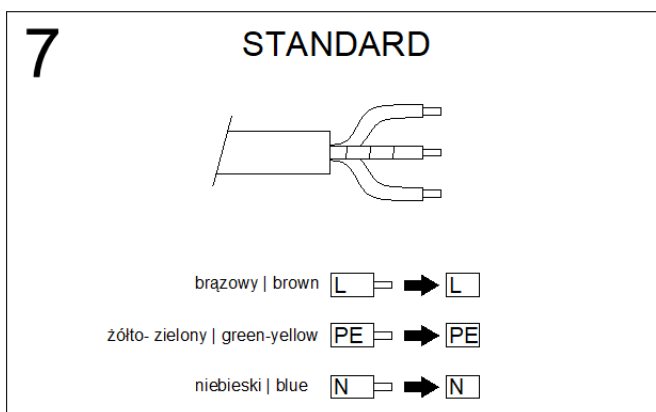 7
STANDARD
brązowy | brown L L
żółto- zielony | green-yellow PE PE
niebieski | blue N N